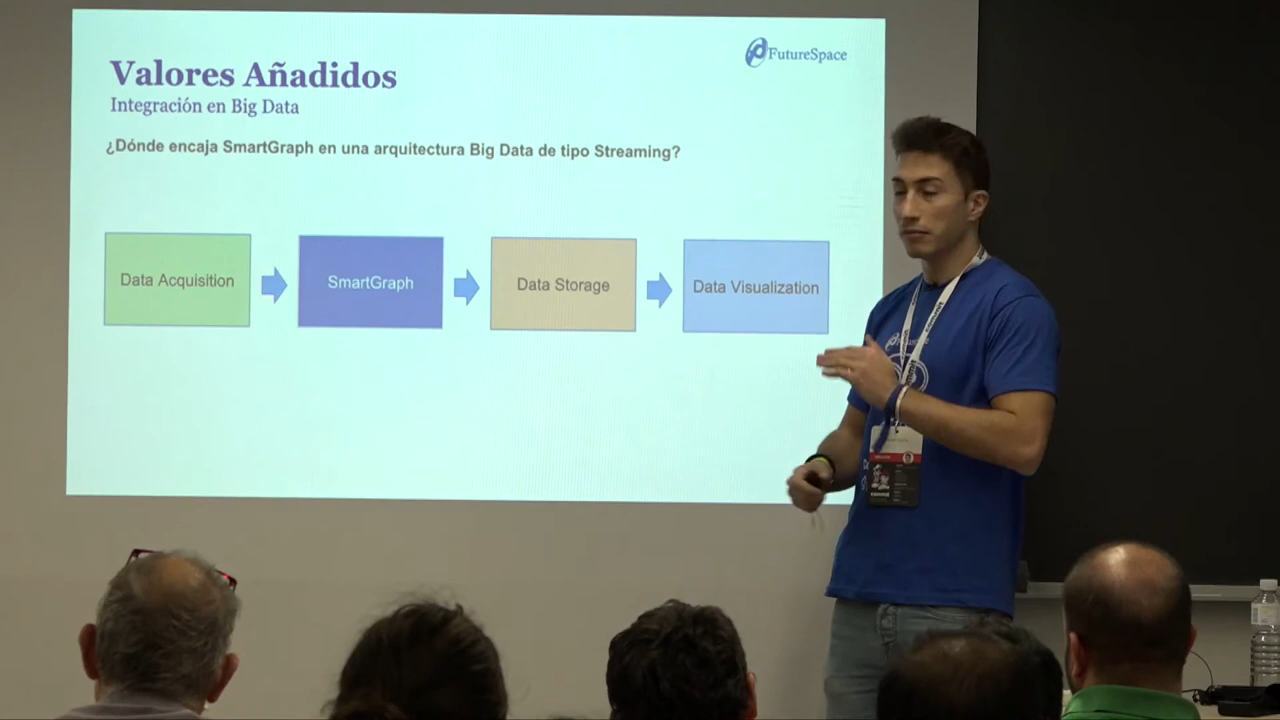 FutureSpace
Valores Añadidos
Integración en Big Data
¿Dónde encaja SmartGraph en una arquitectura Big Data de tipo Streaming?
Data Acquisition
SmartGraph
Data Storage
Data Visualization